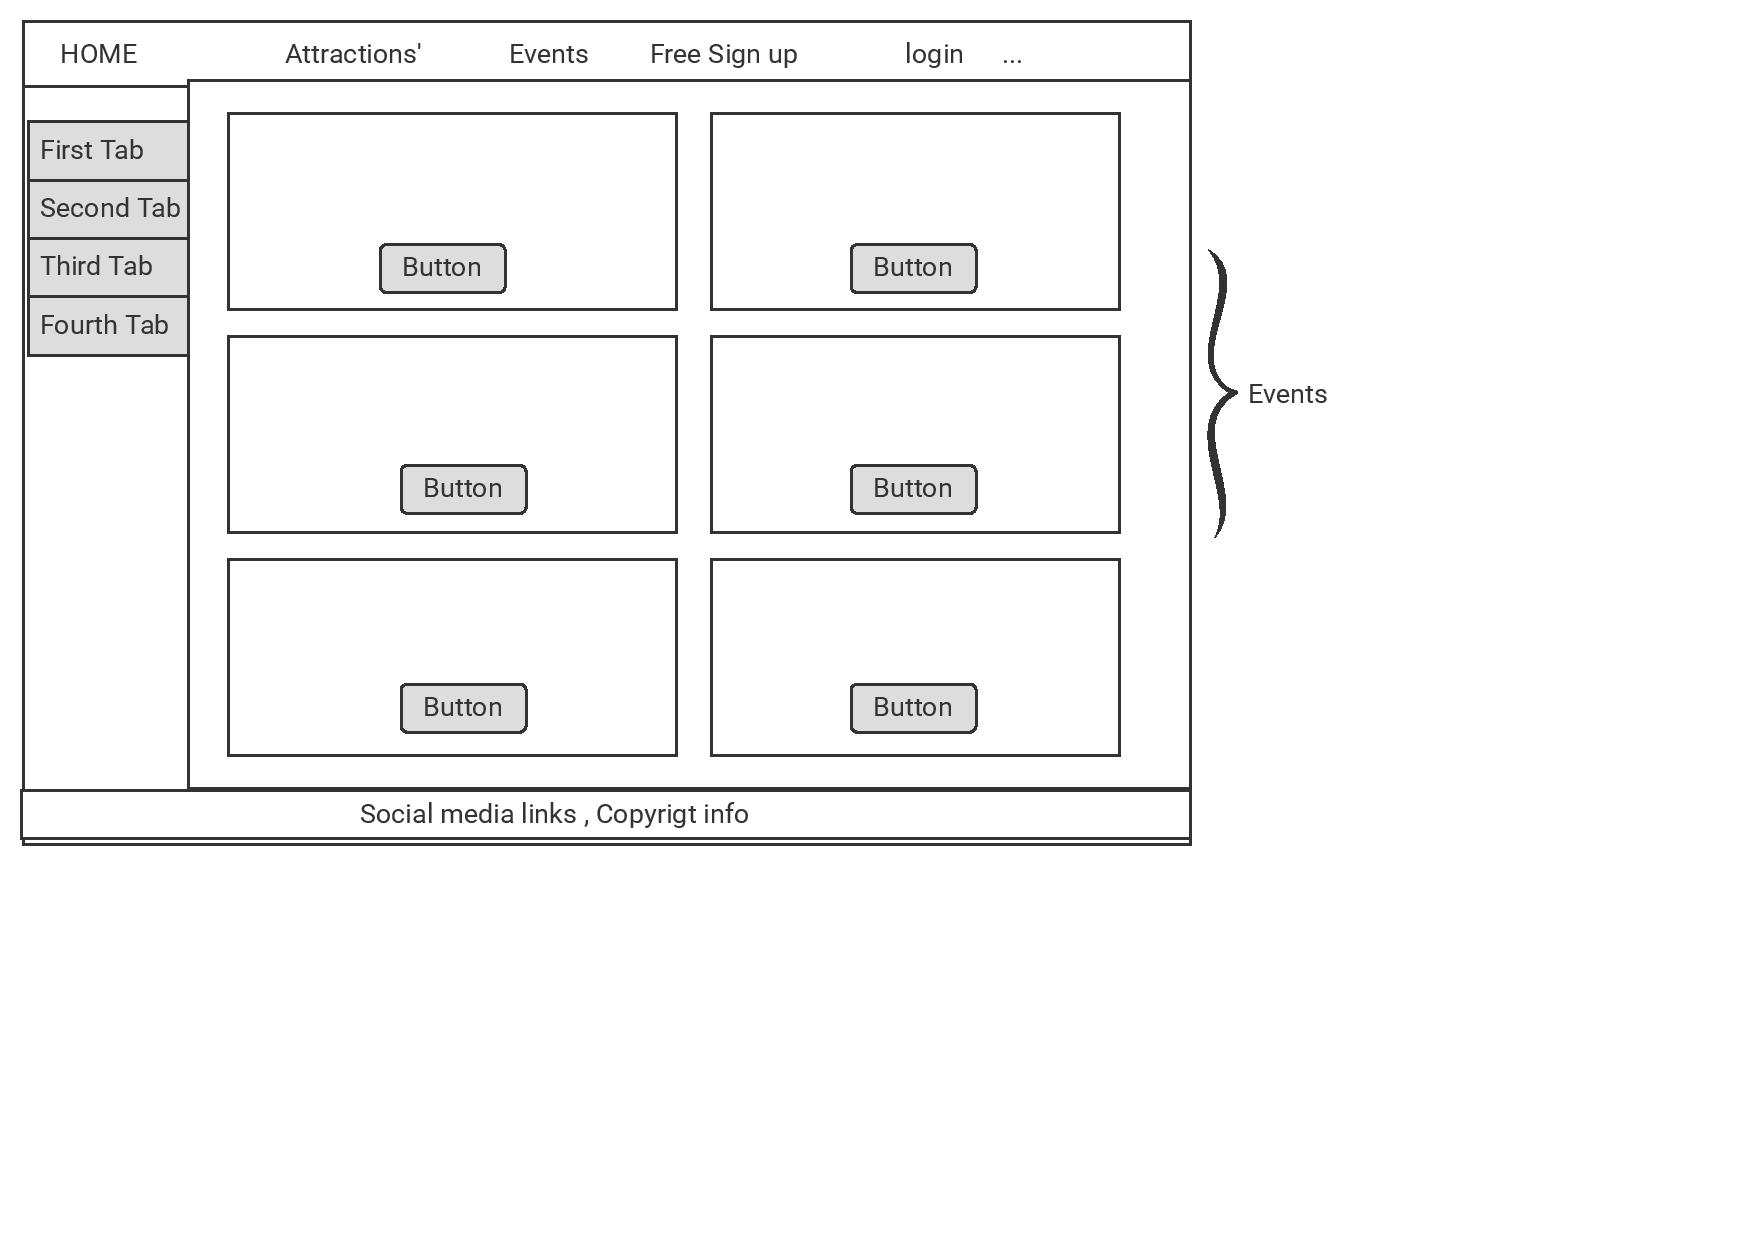 HOME Attractions' Events Free Sign up login ...
First Tab
Second Tab
Third Tab
Fourth Tab
Button Button
Button Button
Button Button
Events
Social media links , Copyrigt info